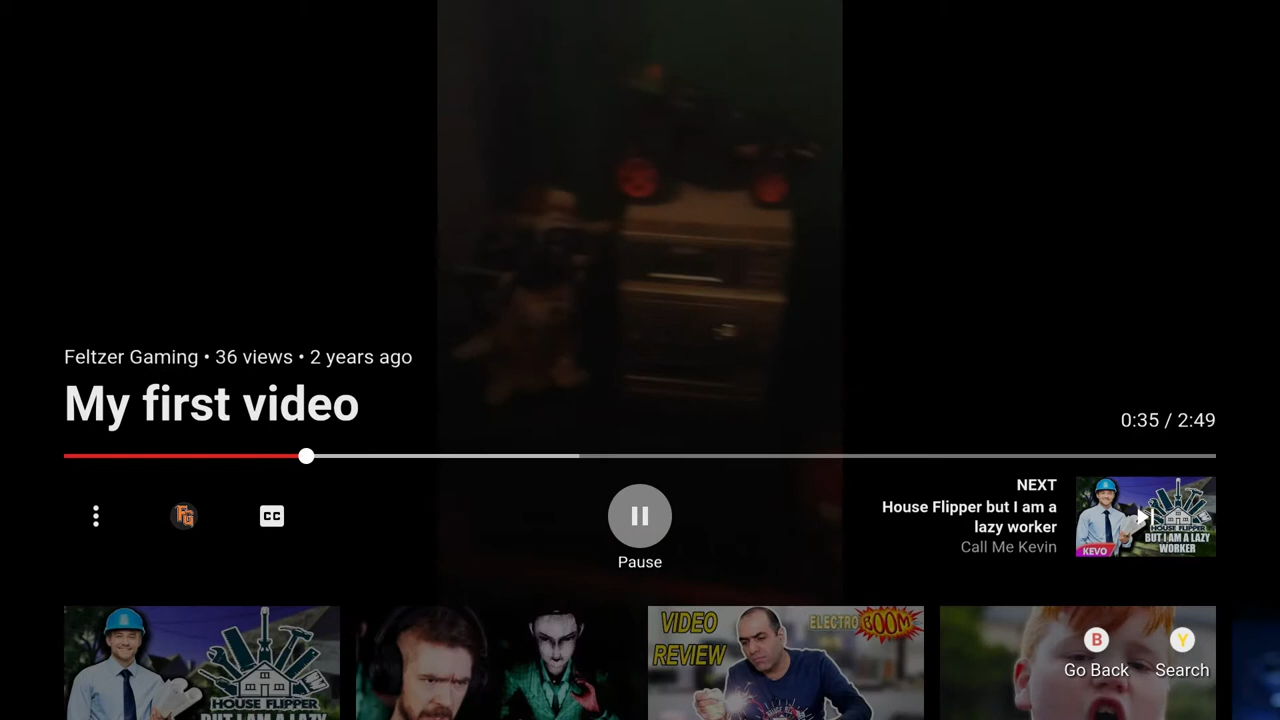 Feltzer Gaming • 36 views • 2 years ago
My first video
0:35 / 2:49
FG
CC
Pause
NEXT
House Flipper but I am a
lazy worker
Call Me Kevin
HOUSE FLIPPER
BUT I AM A LAZY
WORKER
KEVO
HOUSE FLIPPER
BUT I AM A LAZY
VIDEO
REVIEW
ELECTRO BOOM
B
Go Back
Y
Search